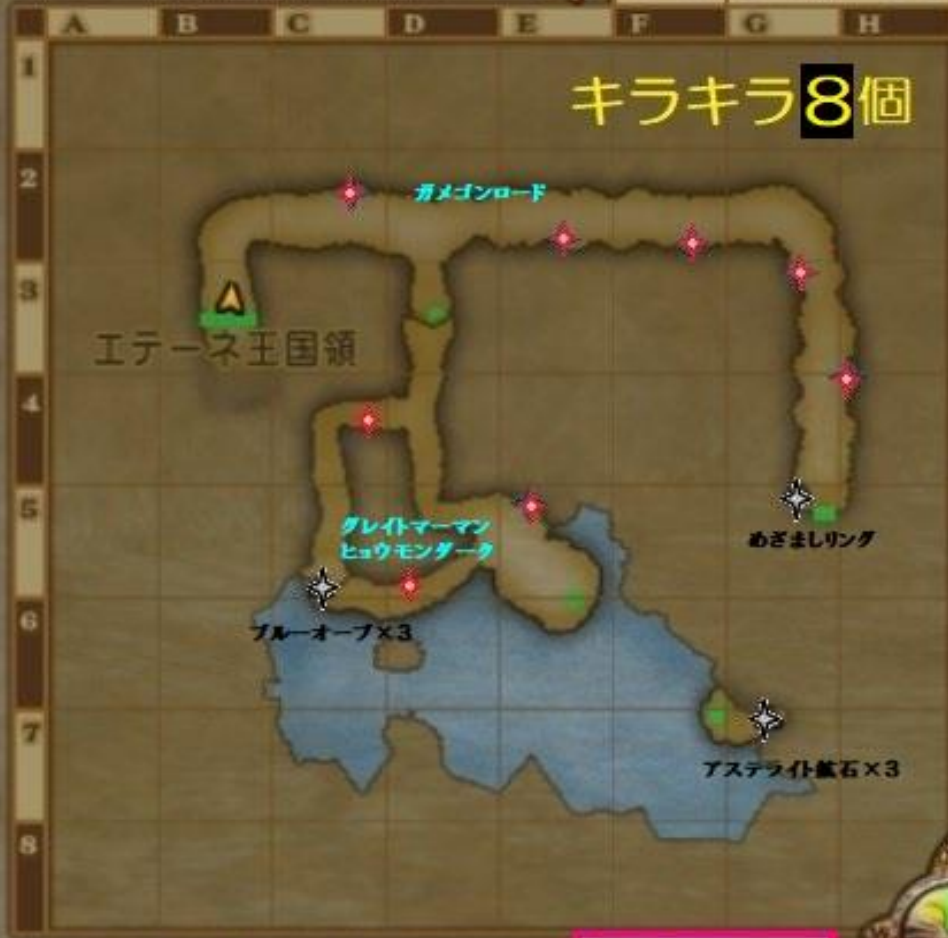 A B C D E F G H
1
キラキラ8個
2
ガメゴンロード
3
エテーネ王国領
4
5
グレイトマーマン
ヒョウモンダーク
めざましリング
6
ブルーオーブ×3
7
アステライト鉱石×3
8